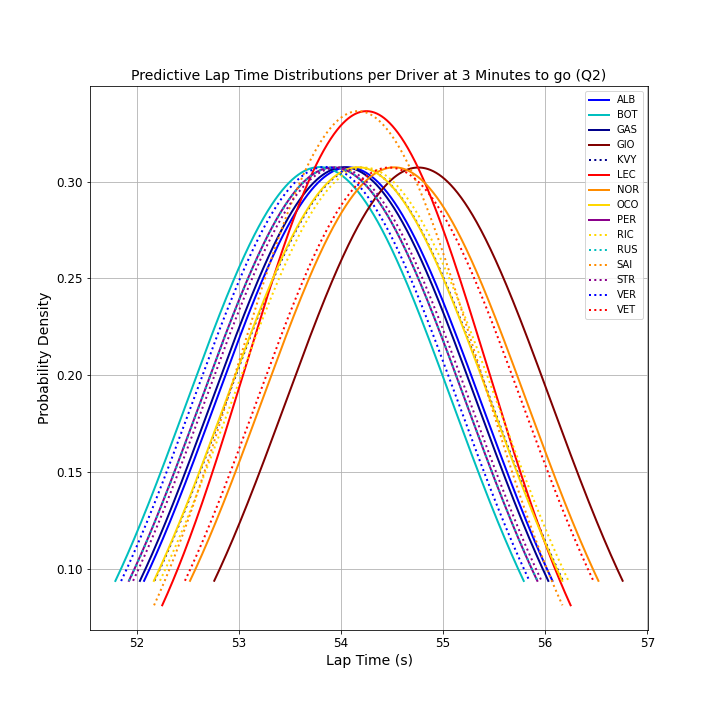 Predictive Lap Time Distributions per Driver at 3 Minutes to go (Q2)
ALB
BOT
GAS
GIO
KVY
LEC
NOR
OCO
PER
RIC
RUS
SAI
STR
VER
VET
0.30
0.25
0.20
0.15
0.10
Probability Density
52 53 54 55 56 57
Lap Time (s)